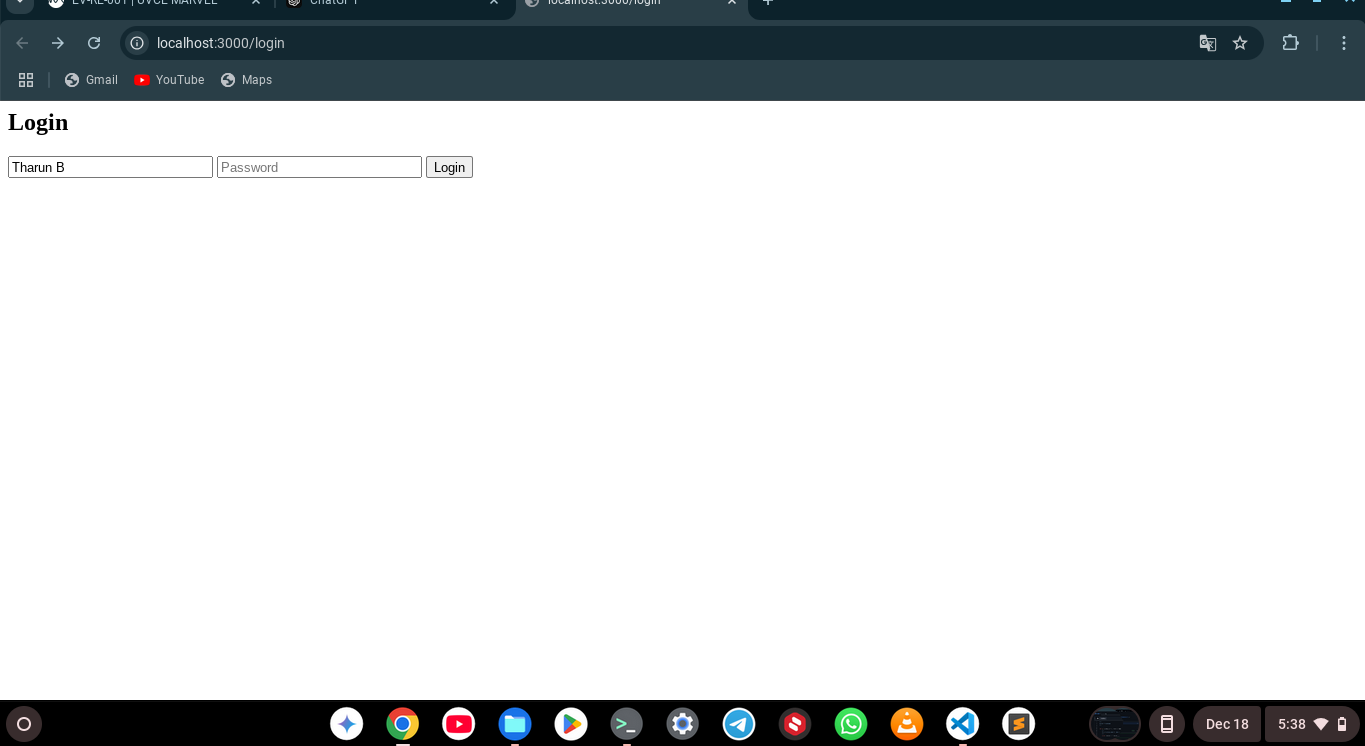 EV-RE-001 | UVCE MARVEL
ChatGPT
localhost:3000/login
localhost:3000/login
Gmail
YouTube
Maps
Login
Tharun B
Password
Login
Dec 18
5:38